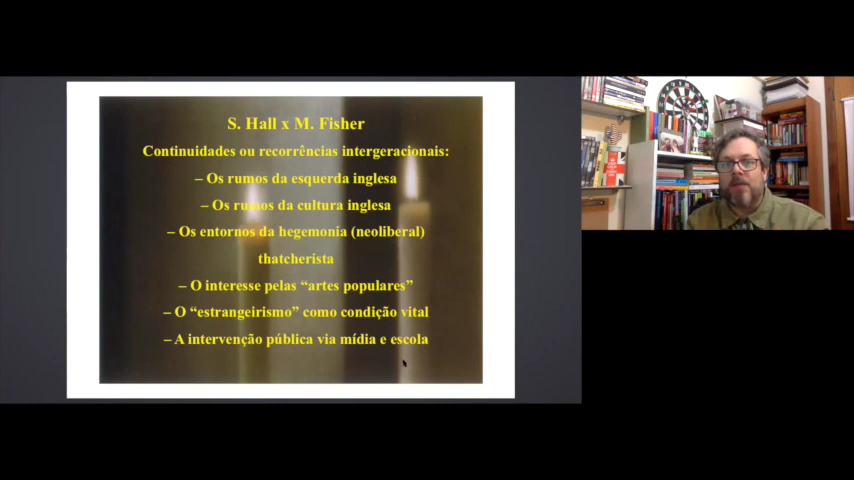 S. Hall x M. Fisher
Continuidades ou recorrências intergeracionais:
– Os rumos da esquerda inglesa
– Os rumos da cultura inglesa
– Os entornos da hegemonia (neoliberal)
thatcherista
– O interesse pelas “artes populares”
– O “estrangeirismo” como condição vital
– A intervenção pública via mídia e escola